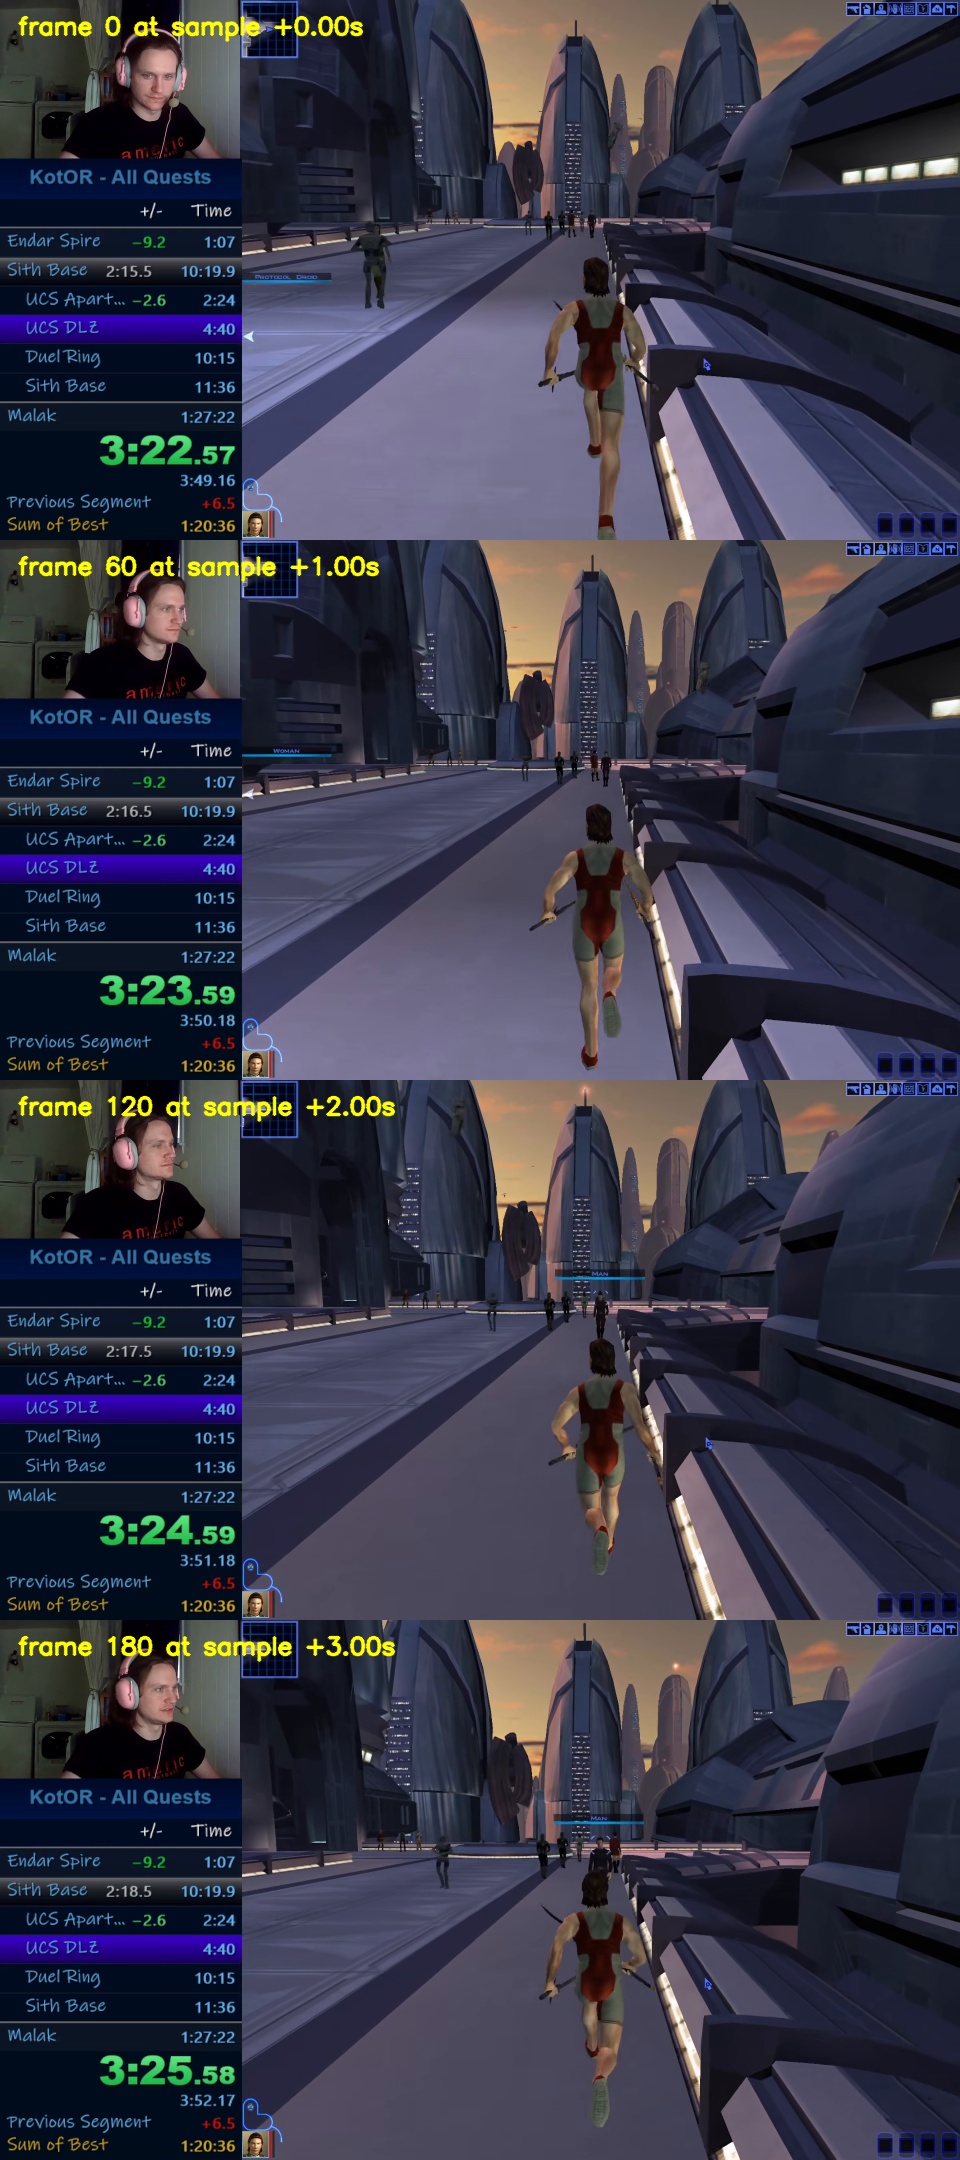 frame 0 at sample +0.00s
KotOR - All Quests
+/- Time
Endar Spire -9.2 1:07
Sith Base 2:15.5 10:19.9
UCS Apart... -2.6 2:24
UCS DLZ 4:40
Duel Ring 10:15
Sith Base 11:36
Malak 1:27:22
3:22.57
3:49.16
Previous Segment +6.5
Sum of Best 1:20:36
Protocol Droid
frame 60 at sample +1.00s
KotOR - All Quests
+/- Time
Endar Spire -9.2 1:07
Sith Base 2:16.5 10:19.9
UCS Apart... -2.6 2:24
UCS DLZ 4:40
Duel Ring 10:15
Sith Base 11:36
Malak 1:27:22
3:23.59
3:50.18
Previous Segment +6.5
Sum of Best 1:20:36
Woman
frame 120 at sample +2.00s
KotOR - All Quests
+/- Time
Endar Spire -9.2 1:07
Sith Base 2:17.5 10:19.9
UCS Apart... -2.6 2:24
UCS DLZ 4:40
Duel Ring 10:15
Sith Base 11:36
Malak 1:27:22
3:24.59
3:51.18
Previous Segment +6.5
Sum of Best 1:20:36
Man
frame 180 at sample +3.00s
KotOR - All Quests
+/- Time
Endar Spire -9.2 1:07
Sith Base 2:18.5 10:19.9
UCS Apart... -2.6 2:24
UCS DLZ 4:40
Duel Ring 10:15
Sith Base 11:36
Malak 1:27:22
3:25.58
3:52.17
Previous Segment +6.5
Sum of Best 1:20:36
Man